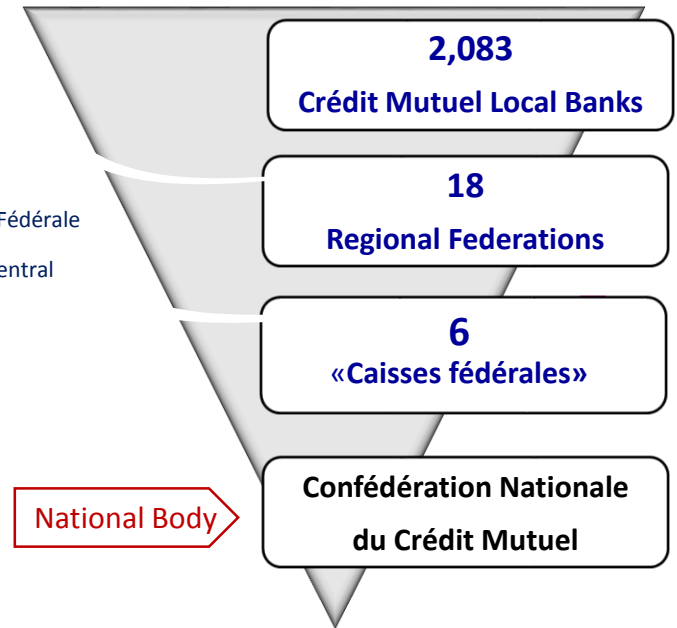 2,083
Crédit Mutuel Local Banks
18
Regional Federations
Fédérale
entral
6
«Caisses fédérales»
Confédération Nationale
du Crédit Mutuel
National Body